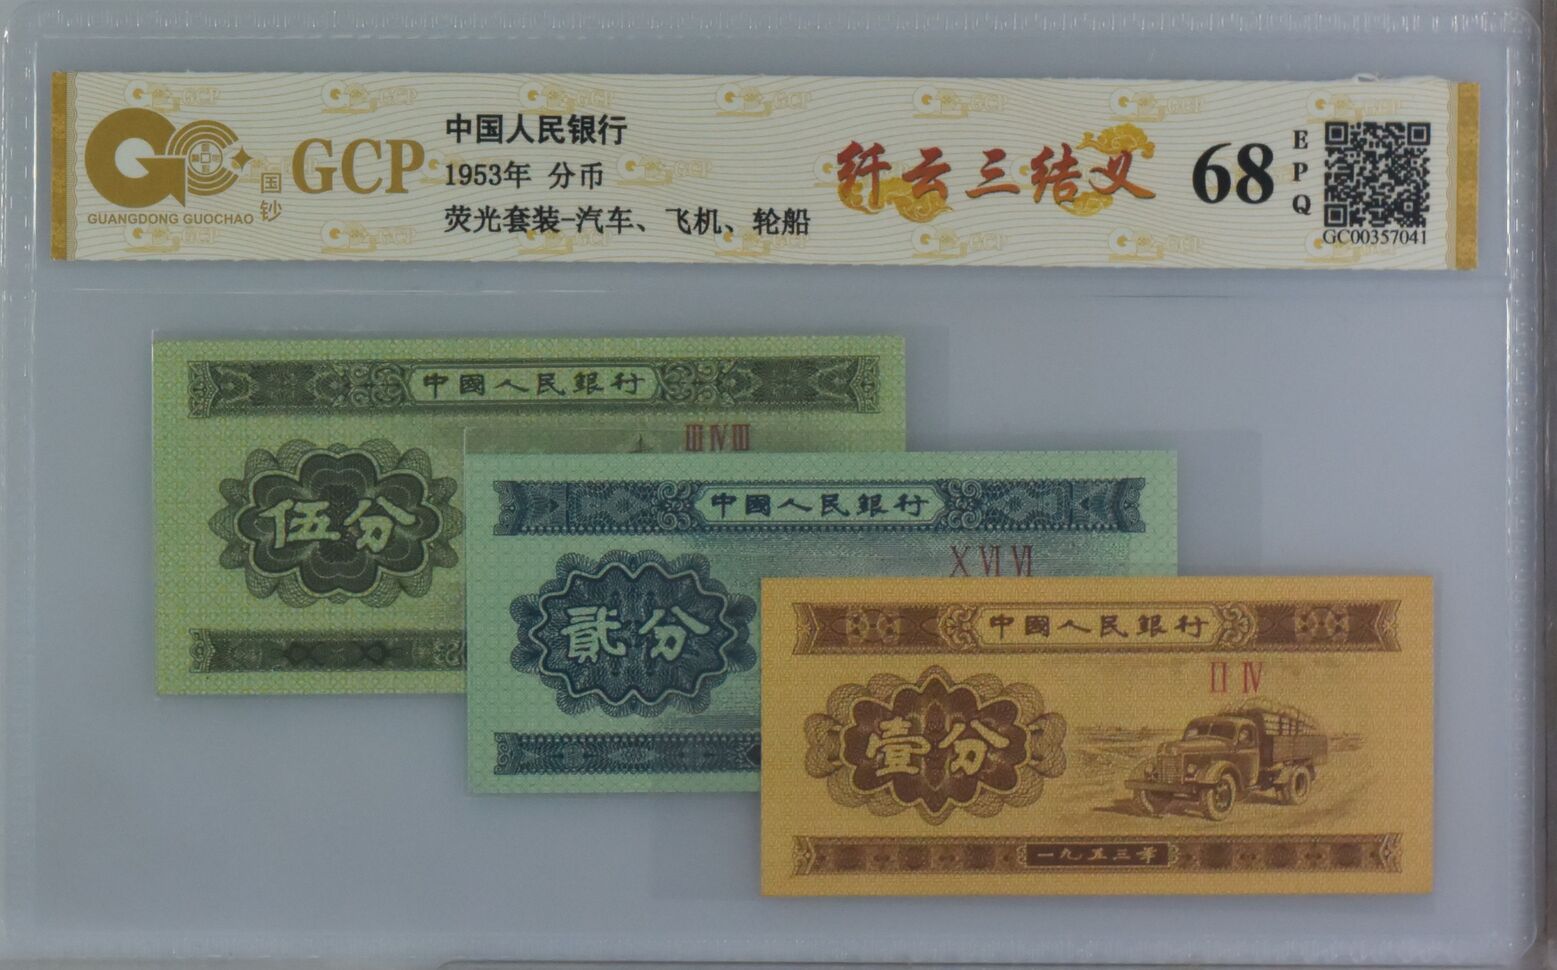 GCP
国
钞
GUANGDONG GUOCHAO
中国人民银行
1953年 分币
荧光套装-汽车、飞机、轮船
纤云三结义
68
E
P
Q
GC00357041
中國人民銀行
III IV III
伍分
中國人民銀行
X VI VI
貳分
中國人民銀行
II IV
壹分
一九五三年